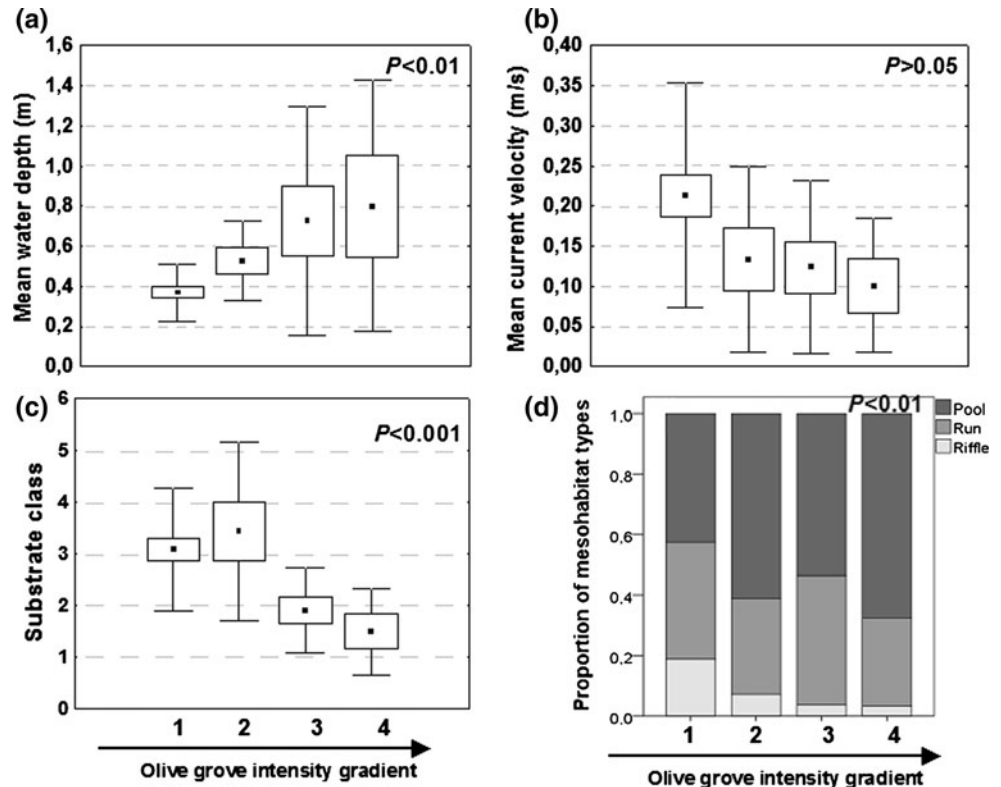 (a)
P<0.01
Mean water depth (m)
1,6
1,4
1,2
1,0
0,8
0,6
0,4
0,2
0,0
(b)
P>0.05
Mean current velocity (m/s)
0,40
0,35
0,30
0,25
0,20
0,15
0,10
0,05
0,00
(c)
P<0.001
Substrate class
6
5
4
3
2
1
0
1 2 3 4
Olive grove intensity gradient
(d)
P<0.01
Pool
Run
Riffle
Proportion of mesohabitat types
1,0
0,8
0,6
0,4
0,2
0.0
1 2 3 4
Olive grove intensity gradient